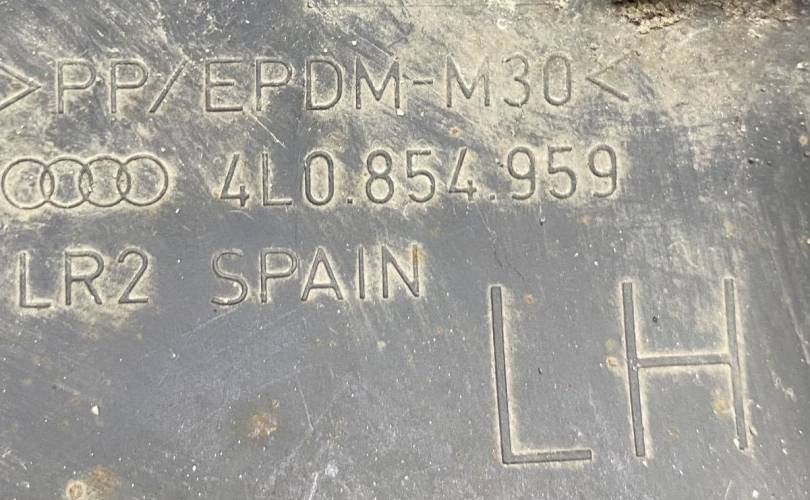 >PP/EPDM-M30<
4L0.854.959
LR2 SPAIN
LH